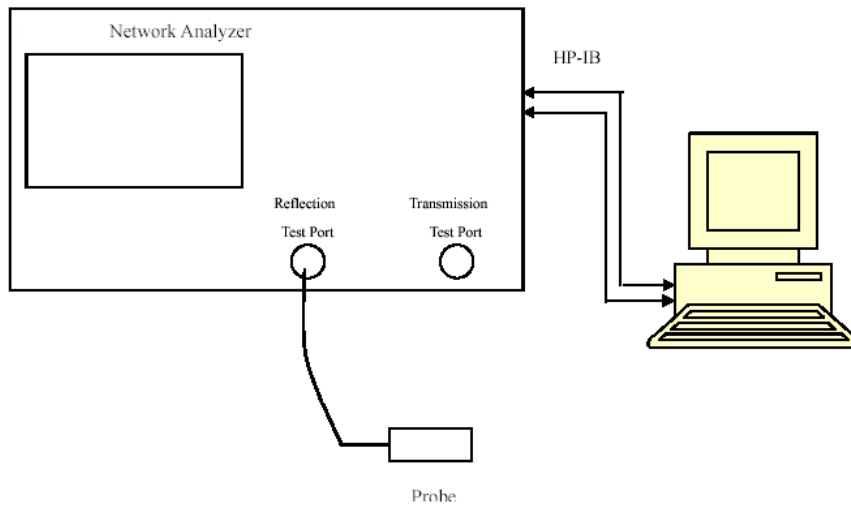 Network Analyzer
HP-IB
Reflection
Test Port
Transmission
Test Port
Probe